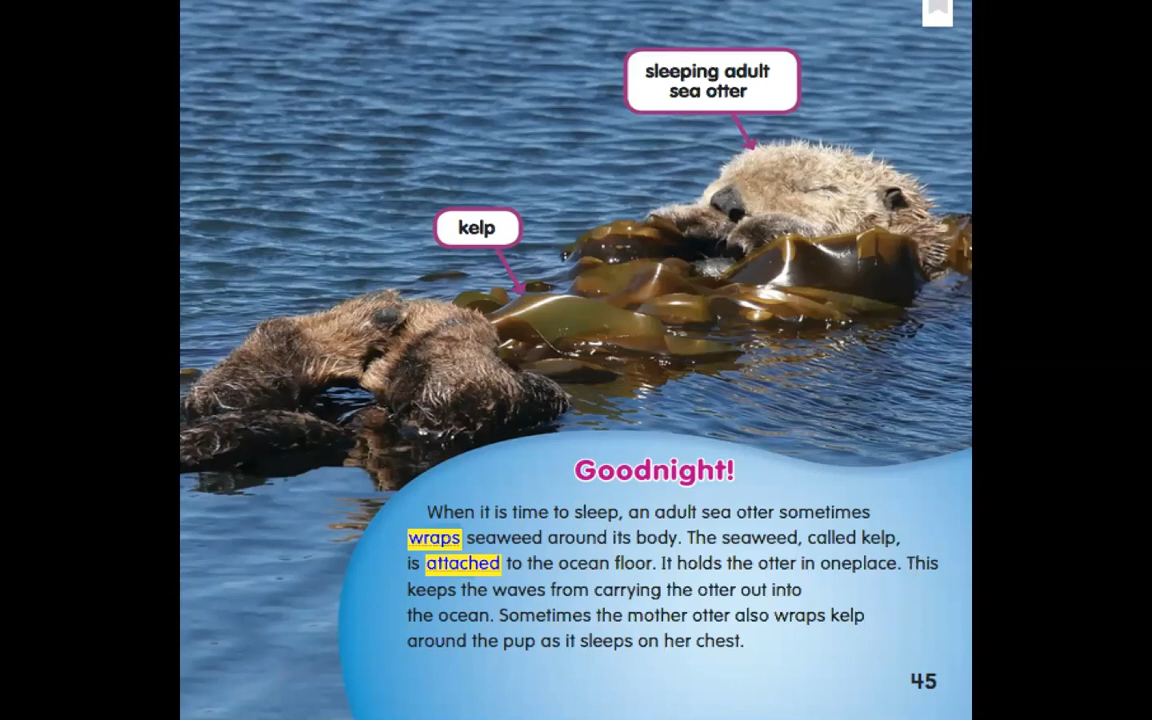 sleeping adult
sea otter
kelp
Goodnight!
When it is time to sleep, an adult sea otter sometimes
wraps seaweed around its body. The seaweed, called kelp,
is attached to the ocean floor. It holds the otter in oneplace. This
keeps the waves from carrying the otter out into
the ocean. Sometimes the mother otter also wraps kelp
around the pup as it sleeps on her chest.
45